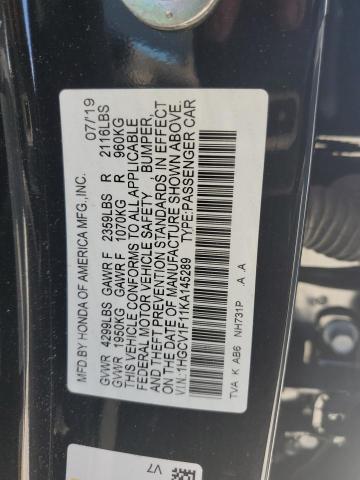 MFD. BY HONDA OF AMERICA MFG.,INC. 07/19
GVWR 4299LBS GAWR F 2359LBS R 2116LBS
GVWR 1950KG GAWR F 1070KG R 960KG
THIS VEHICLE CONFORMS TO ALL APPLICABLE
FEDERAL MOTOR VEHICLE SAFETY, BUMPER,
AND THEFT PREVENTION STANDARDS IN EFFECT
ON THE DATE OF MANUFACTURE SHOWN ABOVE.
V.I.N.:1HGCV1F11KA145289 TYPE:PASSENGER CAR
TVA K AB6 NH731P A A
V7